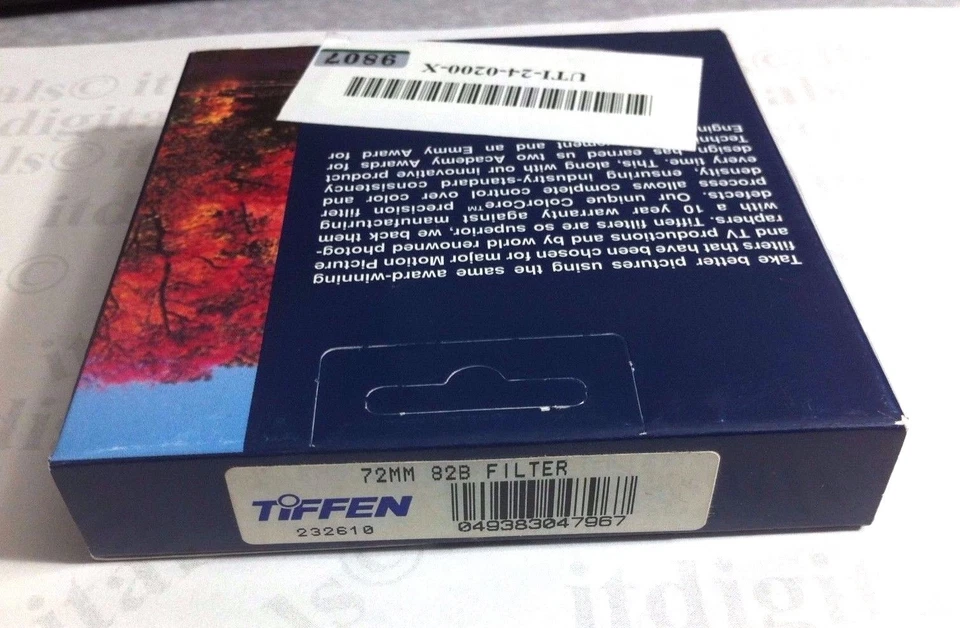 9807
UTI-24-0200-X
Take better pictures using the same award-winning
filters that have been chosen for major Motion Picture
and TV productions and by world renowned photog-
raphers. Tiffen filters are so superior, we back them
with a 10 year warranty against manufacturing
defects. Our unique ColorCore™ precision filter
process allows complete control over color and
density, ensuring industry-standard consistency
every time. This, along with our innovative product
design has earned us two Academy Awards for
and an Emmy Award for
72MM 82B FILTER
TIFFEN
232610
049383047967
itdigitals©